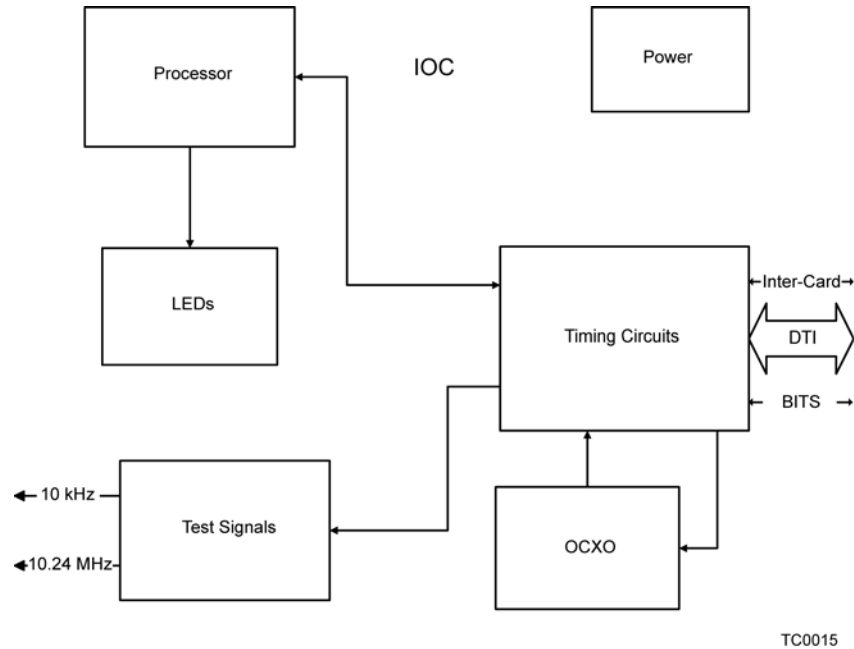 Processor
IOC
Power
LEDs
Inter-Card
Timing Circuits
DTI
BITS
10 kHz
Test Signals
OCXO
10.24 MHz
TC0015